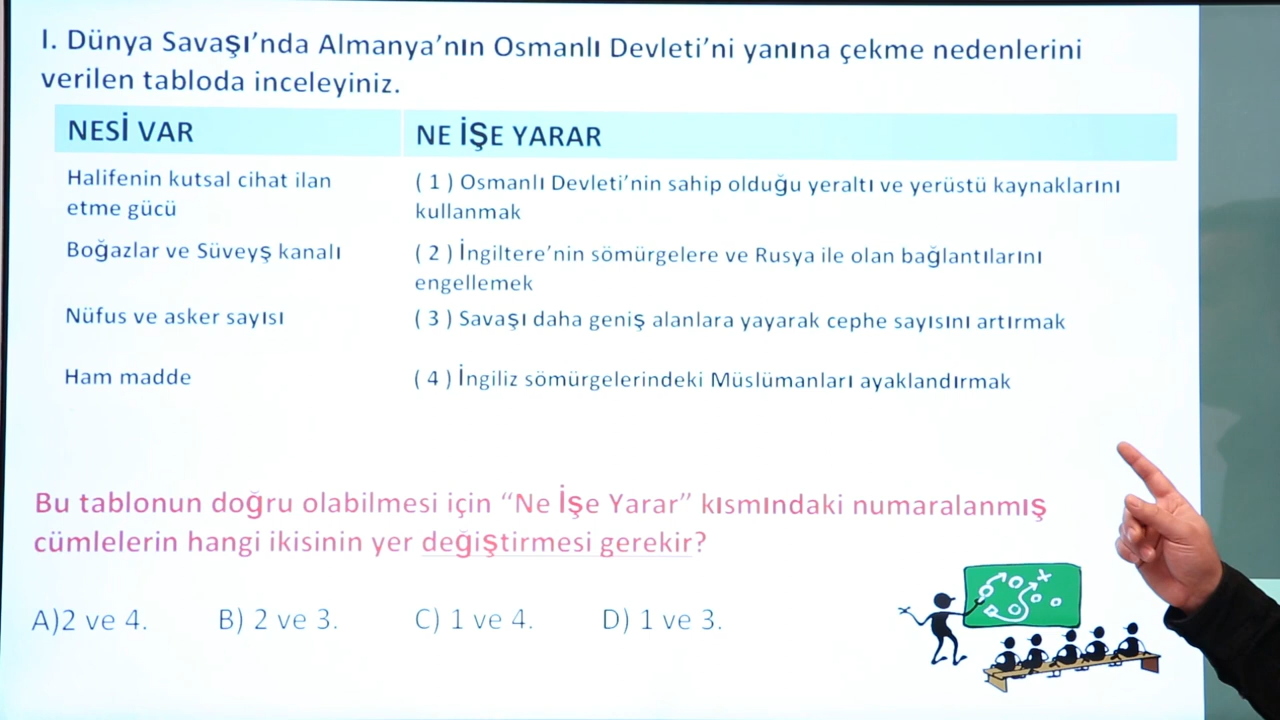 I. Dünya Savaşı’nda Almanya’nın Osmanlı Devleti’ni yanına çekme nedenlerini
verilen tabloda inceleyiniz.
NESİ VAR
NE İŞE YARAR
Halifenin kutsal cihat ilan
etme gücü
( 1 ) Osmanlı Devleti’nin sahip olduğu yeraltı ve yerüstü kaynaklarını
kullanmak
Boğazlar ve Süveyş kanalı
( 2 ) İngiltere’nin sömürgelere ve Rusya ile olan bağlantılarını
engellemek
Nüfus ve asker sayısı
( 3 ) Savaşı daha geniş alanlara yayarak cephe sayısını artırmak
Ham madde
( 4 ) İngiliz sömürgelerindeki Müslümanları ayaklandırmak
Bu tablonun doğru olabilmesi için “Ne İşe Yarar” kısmındaki numaralanmış
cümlelerin hangi ikisinin yer değiştirmesi gerekir?
A)2 ve 4. B) 2 ve 3. C) 1 ve 4. D) 1 ve 3.